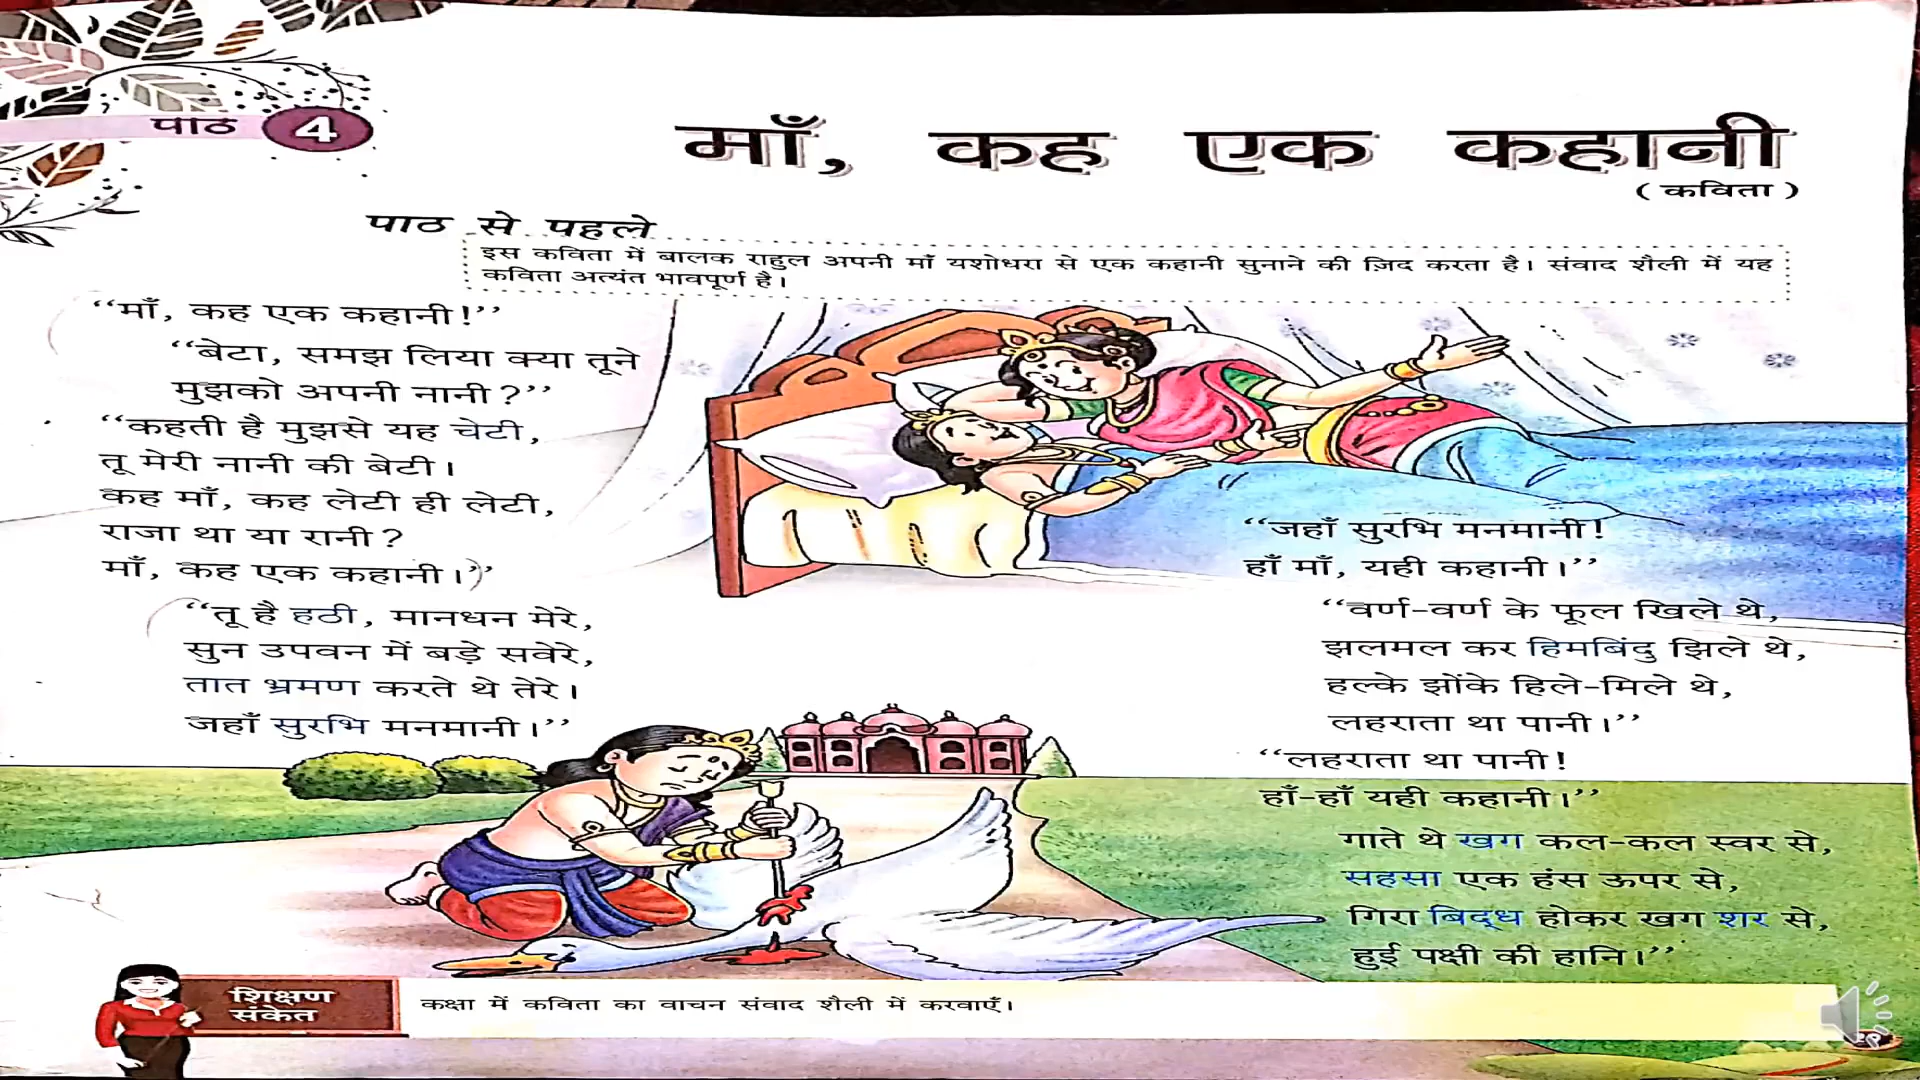 पाठ 4
माँ, कह एक कहानी
( कविता )
पाठ से पहले
इस कविता में बालक राहुल अपनी माँ यशोधरा से एक कहानी सुनाने की ज़िद करता है। संवाद शैली में यह
कविता अत्यंत भावपूर्ण है।
“माँ, कह एक कहानी!”
“बेटा, समझ लिया क्या तूने
मुझको अपनी नानी?”
“कहती है मुझसे यह चेटी,
तू मेरी नानी की बेटी।
कह माँ, कह लेटी ही लेटी,
राजा था या रानी?
माँ, कह एक कहानी।”
“तू है हठी, मानधन मेरे,
सुन उपवन में बड़े सवेरे,
तात भ्रमण करते थे तेरे।
जहाँ सुरभि मनमानी।”
“जहाँ सुरभि मनमानी!
हाँ माँ, यही कहानी।”
“वर्ण-वर्ण के फूल खिले थे,
झलमल कर हिमबिंदु झिले थे,
हल्के झोंके हिले-मिले थे,
लहराता था पानी।”
“लहराता था पानी!
हाँ-हाँ यही कहानी।”
गाते थे खग कल-कल स्वर से,
सहसा एक हंस ऊपर से,
गिरा बिद्ध होकर खग शर से,
हुई पक्षी की हानि।”
शिक्षण
संकेत
कक्षा में कविता का वाचन संवाद शैली में करवाएँ।